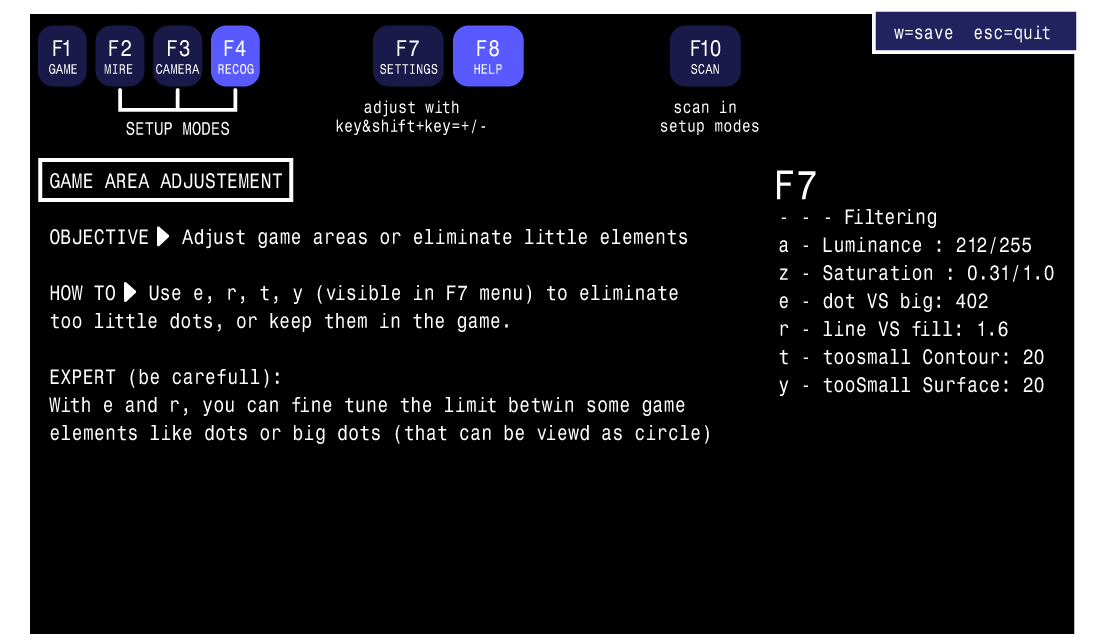 w=save esc=quit
F1 F2 F3 F4 F7 F8 F10
GAME MIRE CAMERA RECOG SETTINGS HELP SCAN
SETUP MODES
adjust with
key&shift+key=+/-
scan in
setup modes
GAME AREA ADJUSTEMENT
OBJECTIVE ▶ Adjust game areas or eliminate little elements
HOW TO ▶ Use e, r, t, y (visible in F7 menu) to eliminate
too little dots, or keep them in the game.
EXPERT (be carefull):
With e and r, you can fine tune the limit betwin some game
elements like dots or big dots (that can be viewd as circle)
F7
- - - Filtering
a - Luminance : 212/255
z - Saturation : 0.31/1.0
e - dot VS big: 402
r - line VS fill: 1.6
t - toosmall Contour: 20
y - tooSmall Surface: 20